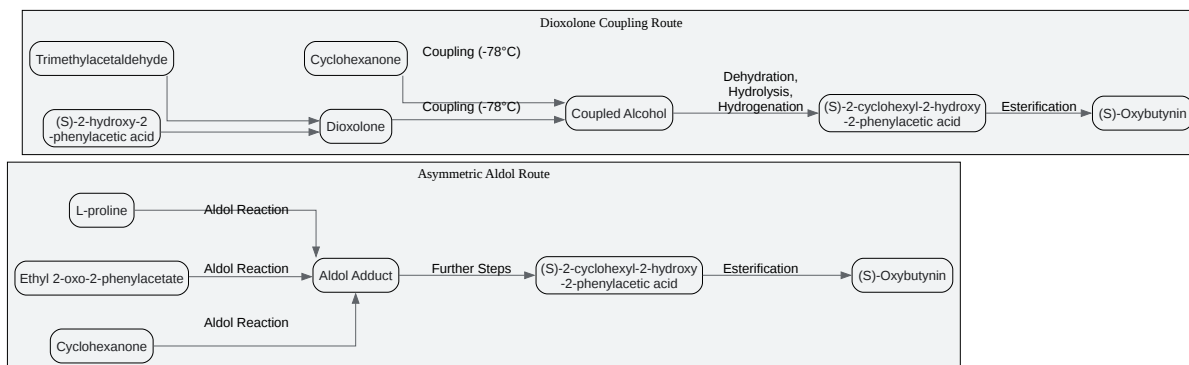 Dioxolone Coupling Route
Trimethylacetaldehyde
Cyclohexanone
Coupling (-78°C)
(S)-2-hydroxy-2
-phenylacetic acid
Dioxolone
Coupling (-78°C)
Coupled Alcohol
Dehydration,
Hydrolysis,
Hydrogenation
(S)-2-cyclohexyl-2-hydroxy
-2-phenylacetic acid
Esterification
(S)-Oxybutynin
Asymmetric Aldol Route
L-proline
Aldol Reaction
Ethyl 2-oxo-2-phenylacetate
Aldol Reaction
Aldol Adduct
Further Steps
(S)-2-cyclohexyl-2-hydroxy
-2-phenylacetic acid
Esterification
(S)-Oxybutynin
Aldol Reaction
Cyclohexanone